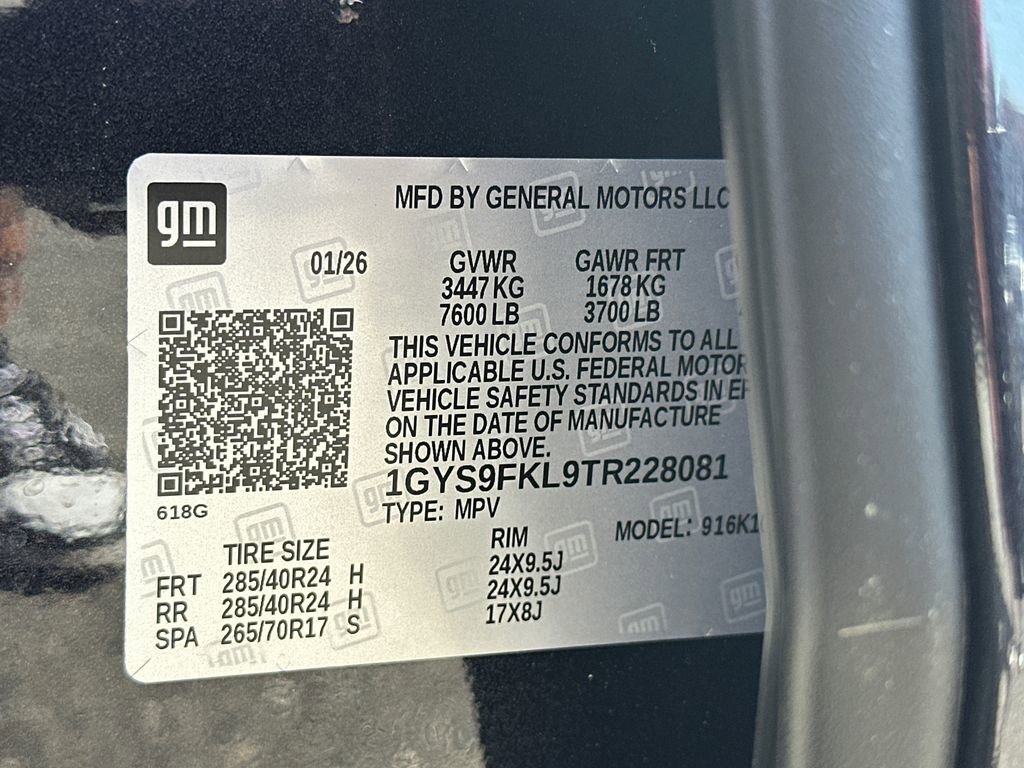 gm
MFD BY GENERAL MOTORS LLC
01/26 GVWR GAWR FRT
3447 KG 1678 KG
7600 LB 3700 LB
THIS VEHICLE CONFORMS TO ALL
APPLICABLE U.S. FEDERAL MOTOR
VEHICLE SAFETY STANDARDS IN
ON THE DATE OF MANUFACTURE
SHOWN ABOVE.
1GYS9FKL9TR228081
618G
TYPE: MPV
MODEL:
TIRE SIZE RIM
FRT 285/40R24 H 24X9.5J
RR 285/40R24 H 24X9.5J
SPA 265/70R17 S 17X8J